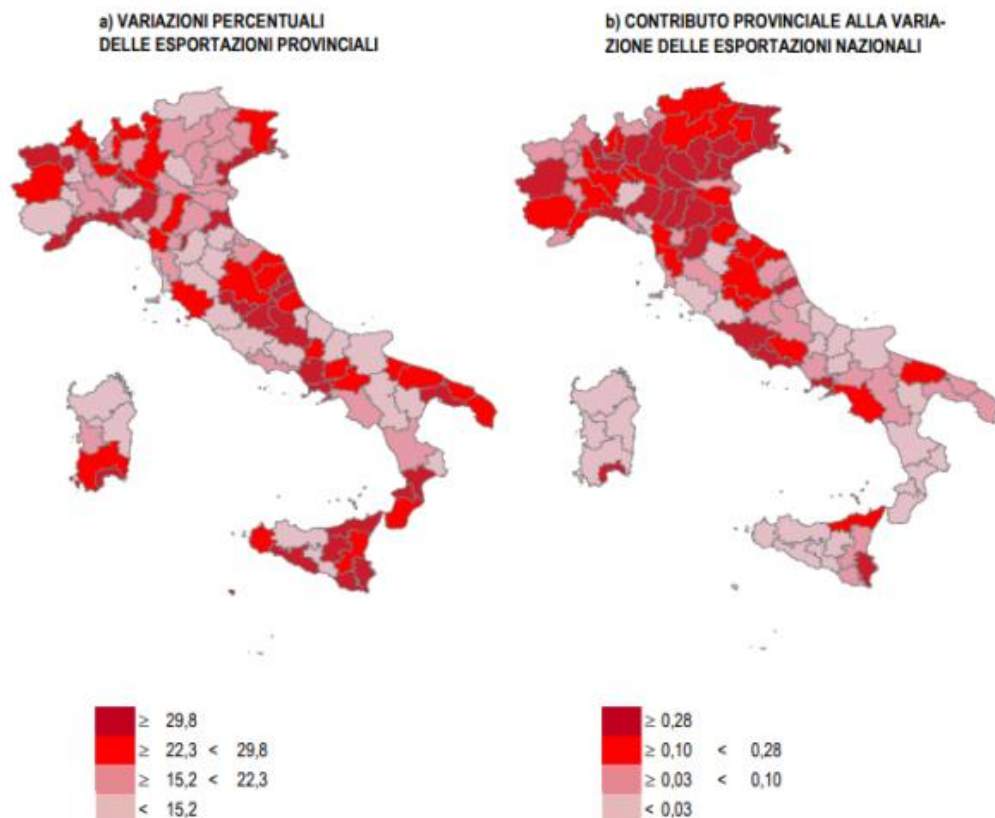 a) VARIAZIONI PERCENTUALI
DELLE ESPORTAZIONI PROVINCIALI
b) CONTRIBUTO PROVINCIALE ALLA VARIA-
ZIONE DELLE ESPORTAZIONI NAZIONALI
≥ 29,8
≥ 22,3 < 29,8
≥ 15,2 < 22,3
< 15,2
≥ 0,28
≥ 0,10 < 0,28
≥ 0,03 < 0,10
< 0,03